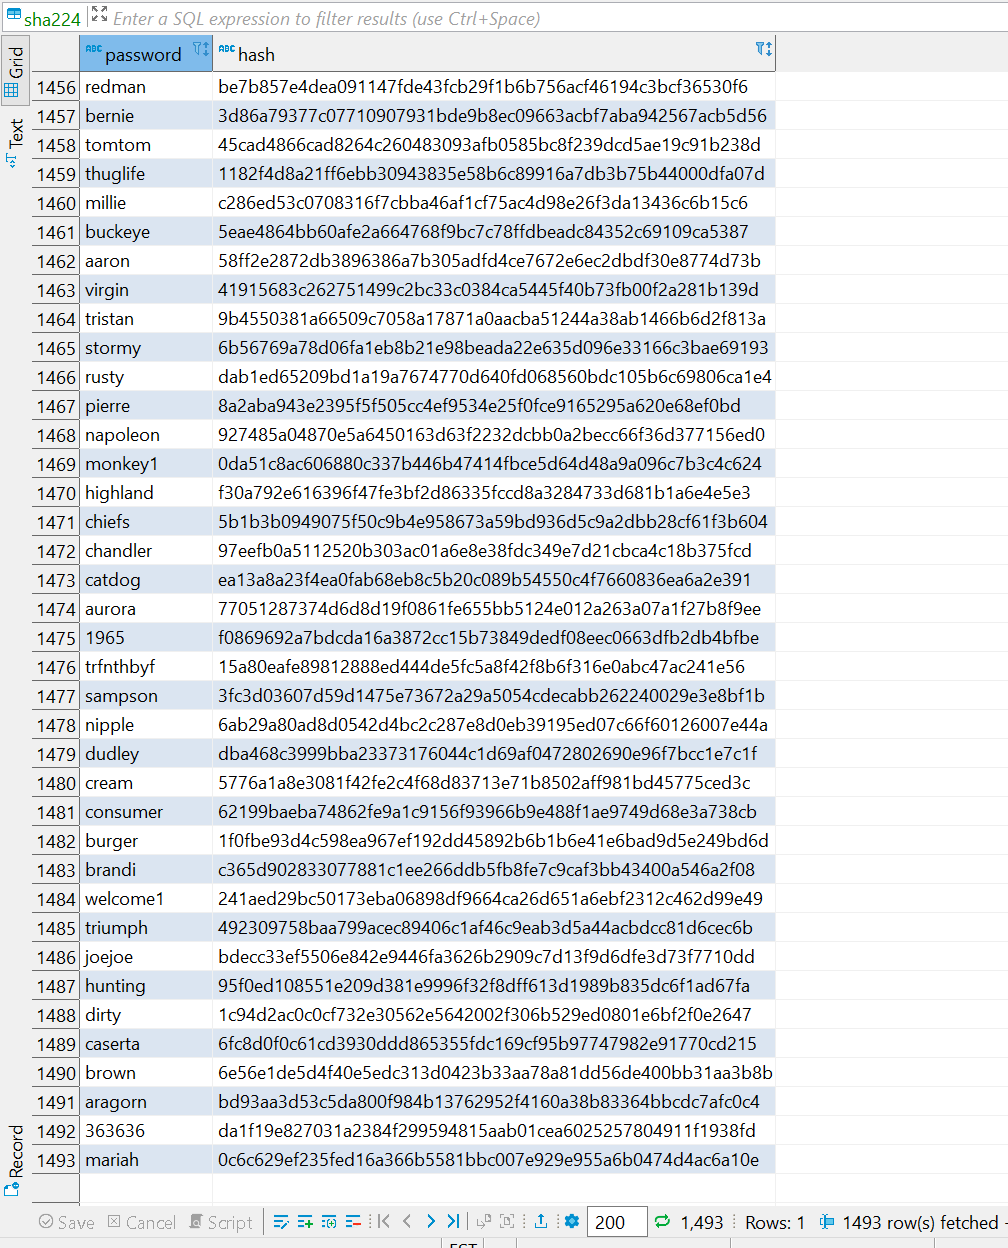 sha224 Enter a SQL expression to filter results (use Ctrl+Space)
Grid
Text
Record
ABC password ABC hash
1456 redman be7b857e4dea091147fde43fcb29f1b6b756acf46194c3bcf36530f6
1457 bernie 3d86a79377c07710907931bde9b8ec09663acbf7aba942567acb5d56
1458 tomtom 45cad4866cad8264c260483093afb0585bc8f239dcd5ae19c91b238d
1459 thuglife 1182f4d8a21ff6ebb30943835e58b6c89916a7db3b75b44000dfa07d
1460 millie c286ed53c0708316f7cbba46af1cf75ac4d98e26f3da13436c6b15c6
1461 buckeye 5eae4864bb60afe2a664768f9bc7c78ffdbeadc84352c69109ca5387
1462 aaron 58ff2e2872db3896386a7b305adfd4ce7672e6ec2dbdf30e8774d73b
1463 virgin 41915683c262751499c2bc33c0384ca5445f40b73fb00f2a281b139d
1464 tristan 9b4550381a66509c7058a17871a0aacba51244a38ab1466b6d2f813a
1465 stormy 6b56769a78d06fa1eb8b21e98beada22e635d096e33166c3bae69193
1466 rusty dab1ed65209bd1a19a7674770d640fd068560bdc105b6c69806ca1e4
1467 pierre 8a2aba943e2395f5f505cc4ef9534e25f0fce9165295a620e68ef0bd
1468 napoleon 927485a04870e5a6450163d63f2232dcbb0a2becc66f36d377156ed0
1469 monkey1 0da51c8ac606880c337b446b47414fbce5d64d48a9a096c7b3c4c624
1470 highland f30a792e616396f47fe3bf2d86335fccd8a3284733d681b1a6e4e5e3
1471 chiefs 5b1b3b0949075f50c9b4e958673a59bd936d5c9a2dbb28cf61f3b604
1472 chandler 97eefb0a5112520b303ac01a6e8e38fdc349e7d21cbca4c18b375fcd
1473 catdog ea13a8a23f4ea0fab68eb8c5b20c089b54550c4f7660836ea6a2e391
1474 aurora 77051287374d6d8d19f0861fe655bb5124e012a263a07a1f27b8f9ee
1475 1965 f0869692a7bdcda16a3872cc15b73849dedf08eec0663dfb2db4bfbe
1476 trfnthbyf 15a80eafe89812888ed444de5fc5a8f42f8b6f316e0abc47ac241e56
1477 sampson 3fc3d03607d59d1475e73672a29a5054cdecabb262240029e3e8bf1b
1478 nipple 6ab29a80ad8d0542d4bc2c287e8d0eb39195ed07c66f60126007e44a
1479 dudley dba468c3999bba23373176044c1d69af0472802690e96f7bcc1e7c1f
1480 cream 5776a1a8e3081f42fe2c4f68d83713e71b8502aff981bd45775ced3c
1481 consumer 62199baeba74862fe9a1c9156f93966b9e488f1ae9749d68e3a738cb
1482 burger 1f0fbe93d4c598ea967ef192dd45892b6b1b6e41e6bad9d5e249bd6d
1483 brandi c365d902833077881c1ee266ddb5fb8fe7c9caf3bb43400a546a2f08
1484 welcome1 241aed29bc50173eba06898df9664ca26d651a6ebf2312c462d99e49
1485 triumph 492309758baa799acec89406c1af46c9eab3d5a44acbdcc81d6cec6b
1486 joejoe bdecc33ef5506e842e9446fa3626b2909c7d13f9d6dfe3d73f7710dd
1487 hunting 95f0ed108551e209d381e9996f32f8dff613d1989b835dc6f1ad67fa
1488 dirty 1c94d2ac0c0cf732e30562e5642002f306b529ed0801e6bf2f0e2647
1489 caserta 6fc8d0f0c61cd3930ddd865355fdc169cf95b97747982e91770cd215
1490 brown 6e56e1de5d4f40e5edc313d0423b33aa78a81dd56de400bb31aa3b8b
1491 aragorn bd93aa3d53c5da800f984b13762952f4160a38b83364bbcdc7afc0c4
1492 363636 da1f19e827031a2384f299594815aab01cea6025257804911f1938fd
1493 mariah 0c6c629ef235fed16a366b5581bbc007e929e955a6b0474d4ac6a10e
Save Cancel Script 200 1,493 Rows: 1 1493 row(s) fetched
EST